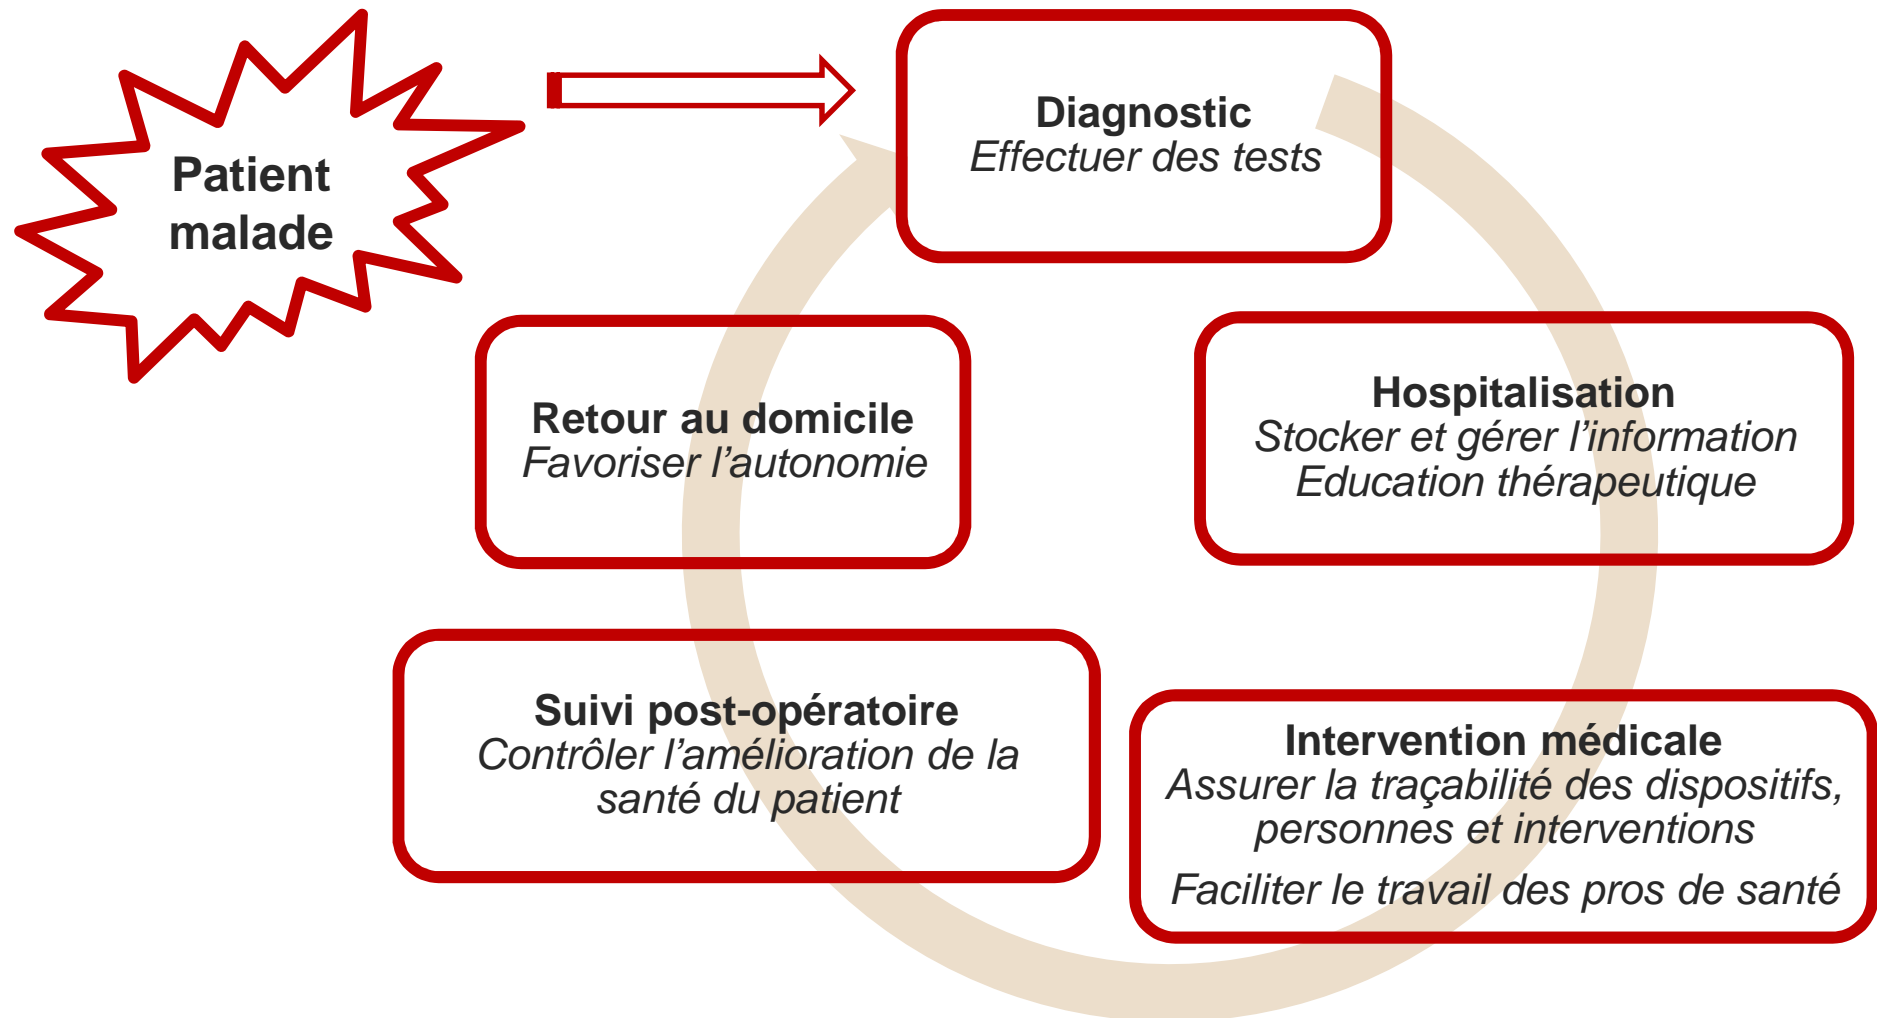 Patient
malade
Diagnostic
Effectuer des tests
Hospitalisation
Stocker et gérer l’information
Education thérapeutique
Intervention médicale
Assurer la traçabilité des dispositifs,
personnes et interventions
Faciliter le travail des pros de santé
Suivi post-opératoire
Contrôler l’amélioration de la
santé du patient
Retour au domicile
Favoriser l’autonomie